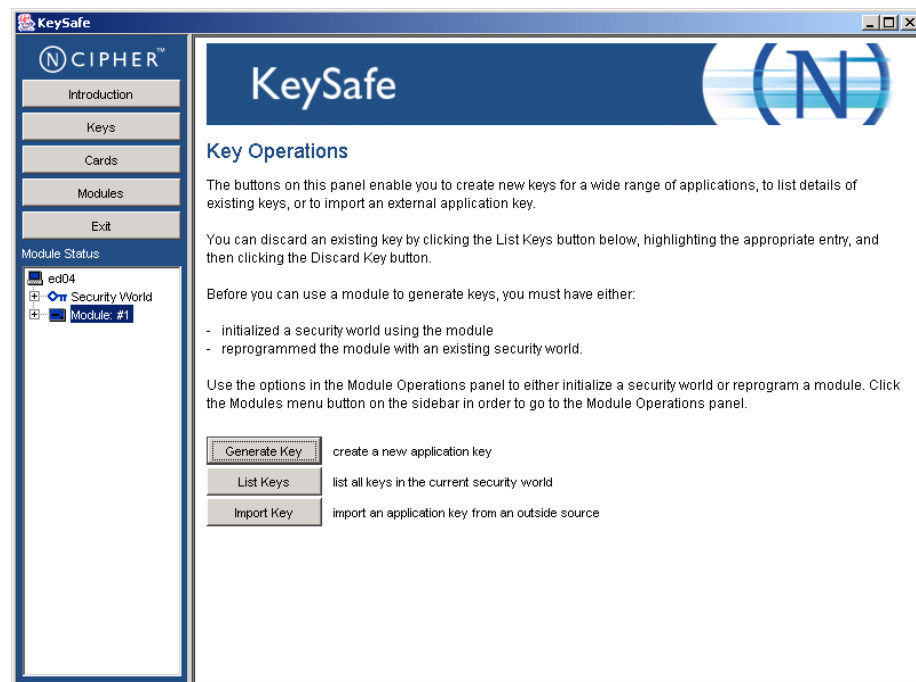 KeySafe
NCIPHER™
Introduction
Keys
Cards
Modules
Exit
Module Status
ed04
Security World
Module: #1
KeySafe
(N)
Key Operations
The buttons on this panel enable you to create new keys for a wide range of applications, to list details of
existing keys, or to import an external application key.
You can discard an existing key by clicking the List Keys button below, highlighting the appropriate entry, and
then clicking the Discard Key button.
Before you can use a module to generate keys, you must have either:
- initialized a security world using the module
- reprogrammed the module with an existing security world.
Use the options in the Module Operations panel to either initialize a security world or reprogram a module. Click
the Modules menu button on the sidebar in order to go to the Module Operations panel.
Generate Key create a new application key
List Keys list all keys in the current security world
Import Key import an application key from an outside source